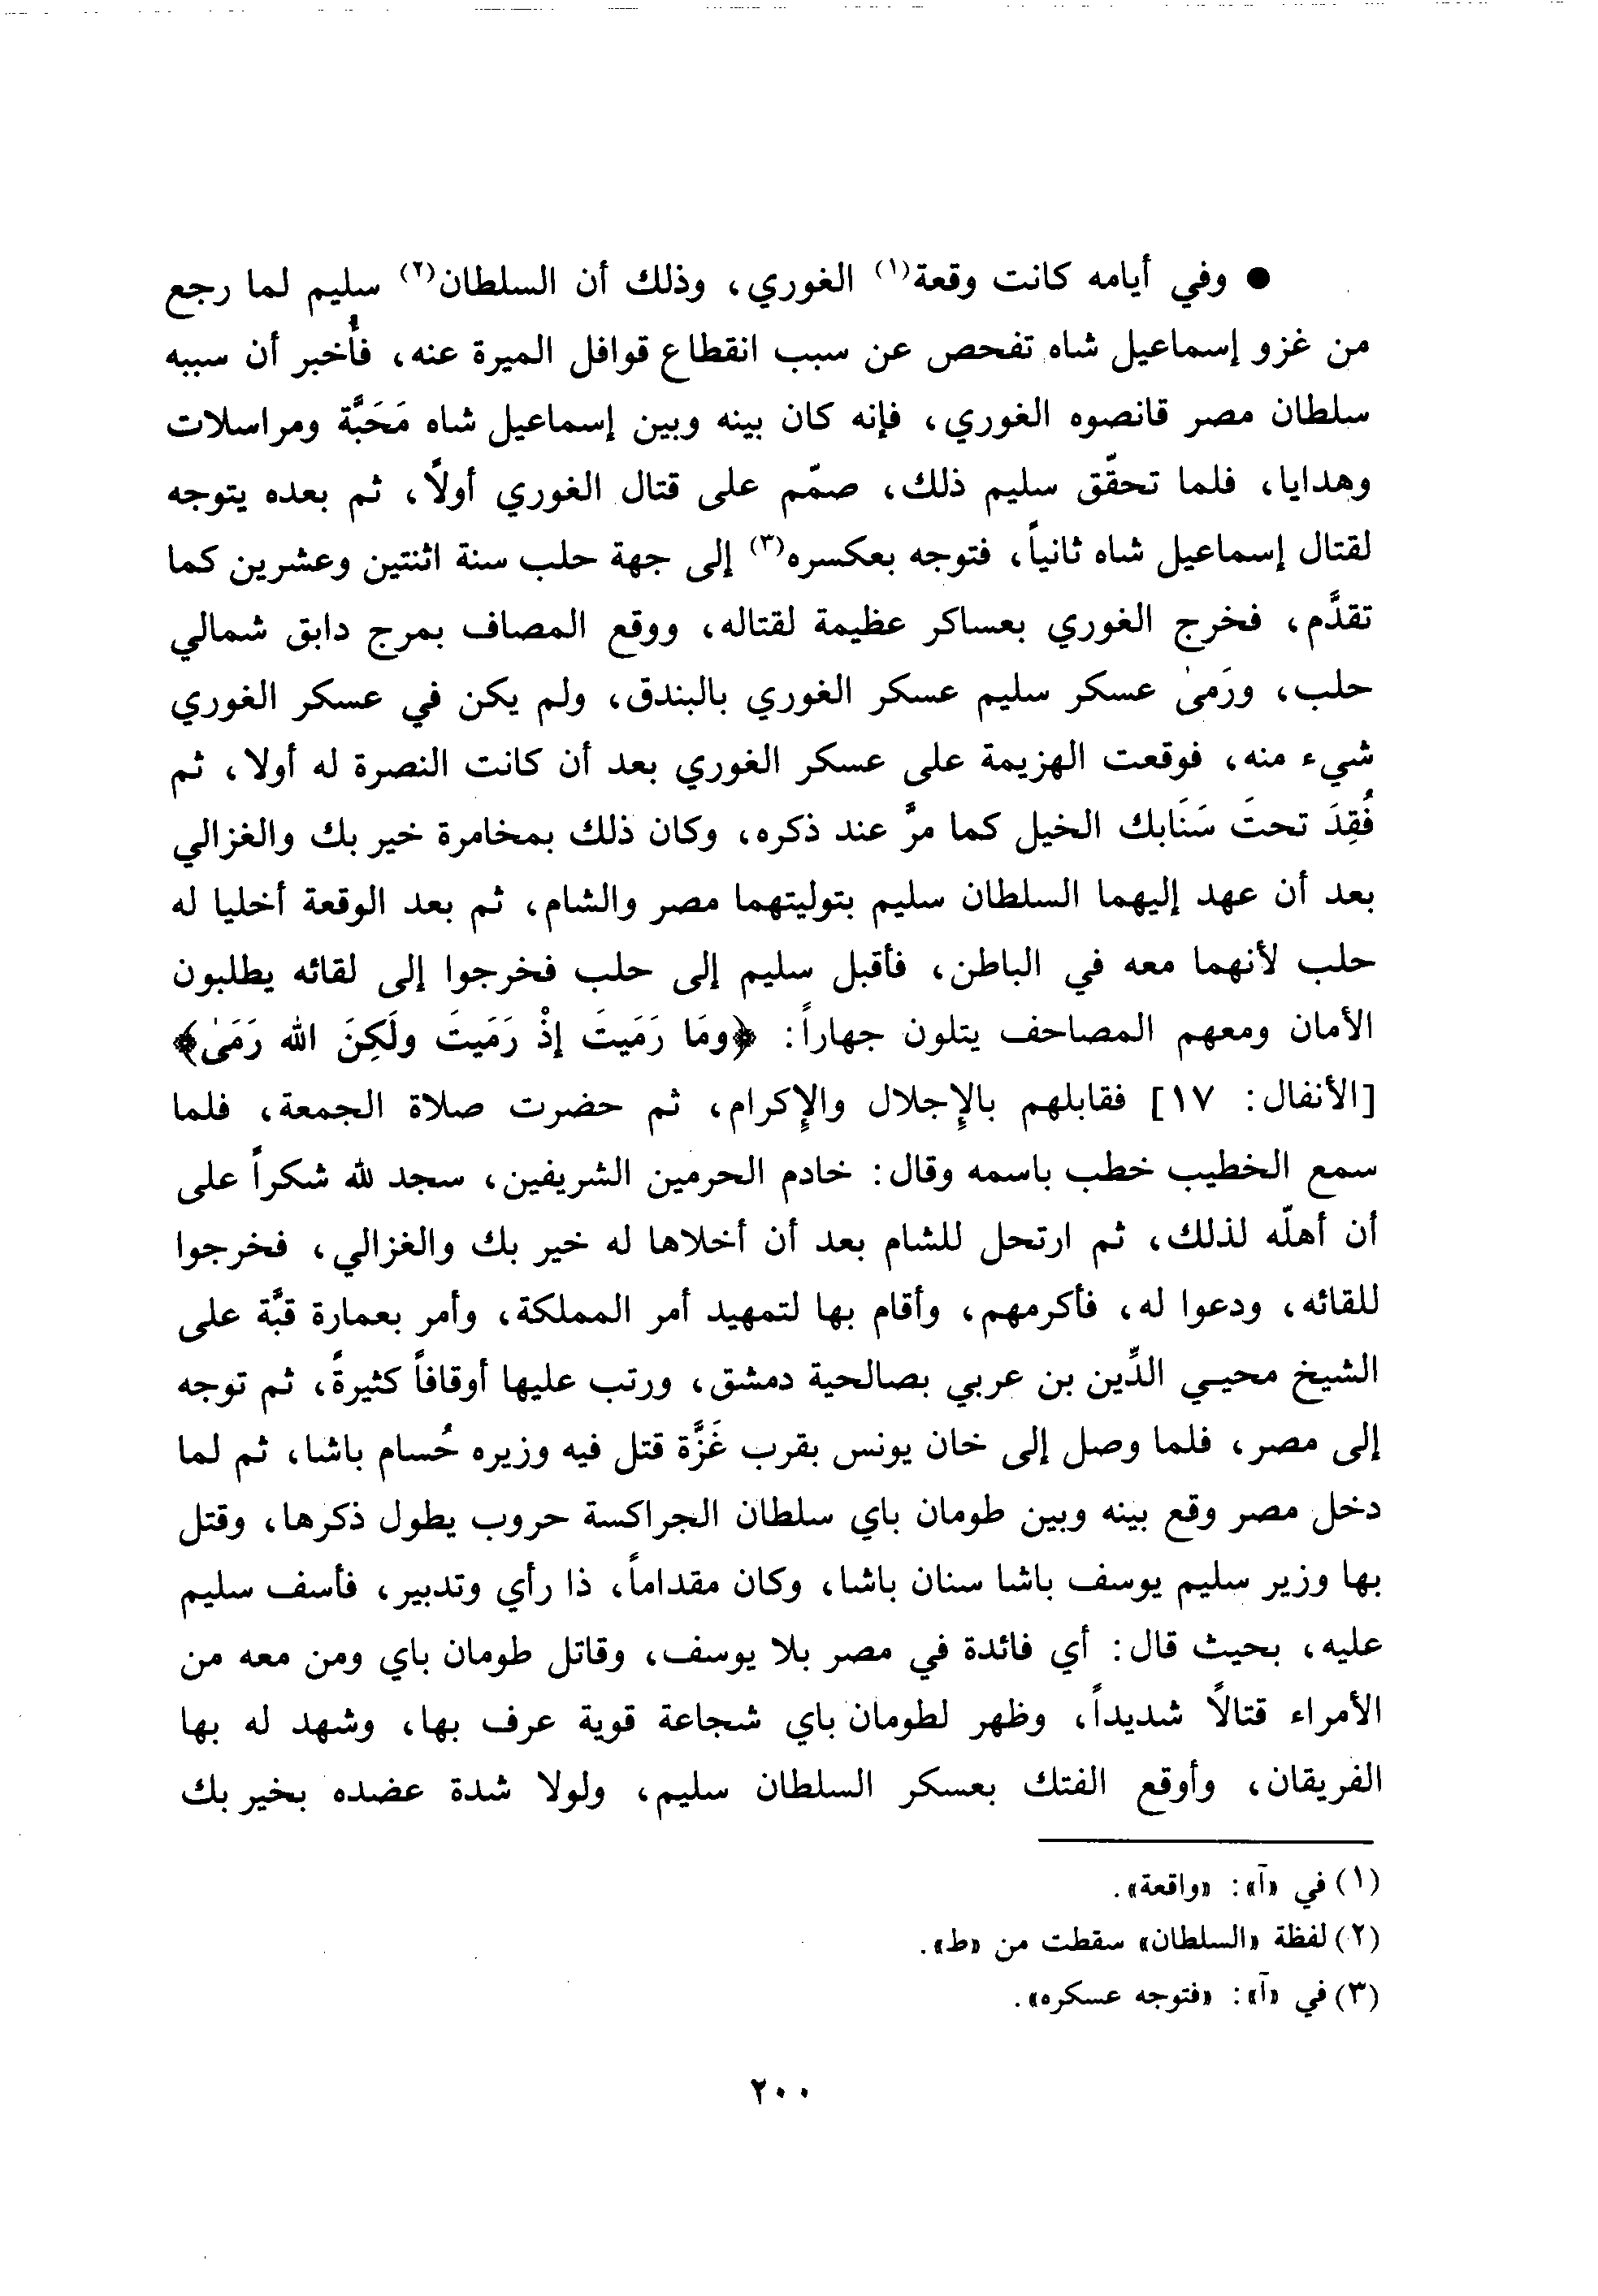 ● وفي أيامه كانت وقعة(١) الغوري، وذلك أن السلطان(٢) سليم لما رجع
من غزو إسماعيل شاه تفحص عن سبب انقطاع قوافل الميرة عنه، فأُخبر أن سببه
سلطان مصر قانصوه الغوري، فإنه كان بينه وبين إسماعيل شاه مَحَبَّة ومراسلات
وهدايا، فلما تحقّق سليم ذلك، صمّم على قتال الغوري أولًا، ثم بعده يتوجه
لقتال إسماعيل شاه ثانياً، فتوجه بعكسره(٣) إلى جهة حلب سنة اثنتين وعشرين كما
تقدَّم، فخرج الغوري بعساكر عظيمة لقتاله، ووقع المصاف بمرج دابق شمالي
حلب، ورَمىٰ عسكر سليم عسكر الغوري بالبندق، ولم يكن في عسكر الغوري
شيء منه، فوقعت الهزيمة على عسكر الغوري بعد أن كانت النصرة له أولا، ثم
فُقِدَ تحتَ سَنَابك الخيل كما مرَّ عند ذكره، وكان ذلك بمخامرة خير بك والغزالي
بعد أن عهد إليهما السلطان سليم بتوليتهما مصر والشام، ثم بعد الوقعة أخليا له
حلب لأنهما معه في الباطن، فأقبل سليم إلى حلب فخرجوا إلى لقائه يطلبون
الأمان ومعهم المصاحف يتلون جهاراً: ﴿ومَا رَمَيتَ إذْ رَمَيتَ ولَكِنَ الله رَمَىٰ﴾
[الأنفال: ١٧] فقابلهم بالإِجلال والإِكرام، ثم حضرت صلاة الجمعة، فلما
سمع الخطيب خطب باسمه وقال: خادم الحرمين الشريفين، سجد لله شكراً على
أن أهلّه لذلك، ثم ارتحل للشام بعد أن أخلاها له خير بك والغزالي، فخرجوا
للقائه، ودعوا له، فأكرمهم، وأقام بها لتمهيد أمر المملكة، وأمر بعمارة قبَّة على
الشيخ محيـي الدِّين بن عربي بصالحية دمشق، ورتب عليها أوقافاً كثيرةً، ثم توجه
إلى مصر، فلما وصل إلى خان يونس بقرب غَزَّة قتل فيه وزيره حُسام باشا، ثم لما
دخل مصر وقع بينه وبين طومان باي سلطان الجراكسة حروب يطول ذكرها، وقتل
بها وزير سليم يوسف باشا سنان باشا، وكان مقداماً، ذا رأي وتدبير، فأسف سليم
عليه، بحيث قال: أي فائدة في مصر بلا يوسف، وقاتل طومان باي ومن معه من
الأمراء قتالًا شديداً، وظهر لطومان باي شجاعة قوية عرف بها، وشهد له بها
الفريقان، وأوقع الفتك بعسكر السلطان سليم، ولولا شدة عضده بخير بك
(١) في «آ»: «واقعة».
(٢) لفظة «السلطان» سقطت من «ط».
(٣) في «آ»: «فتوجه عسكره».
٢٠٠